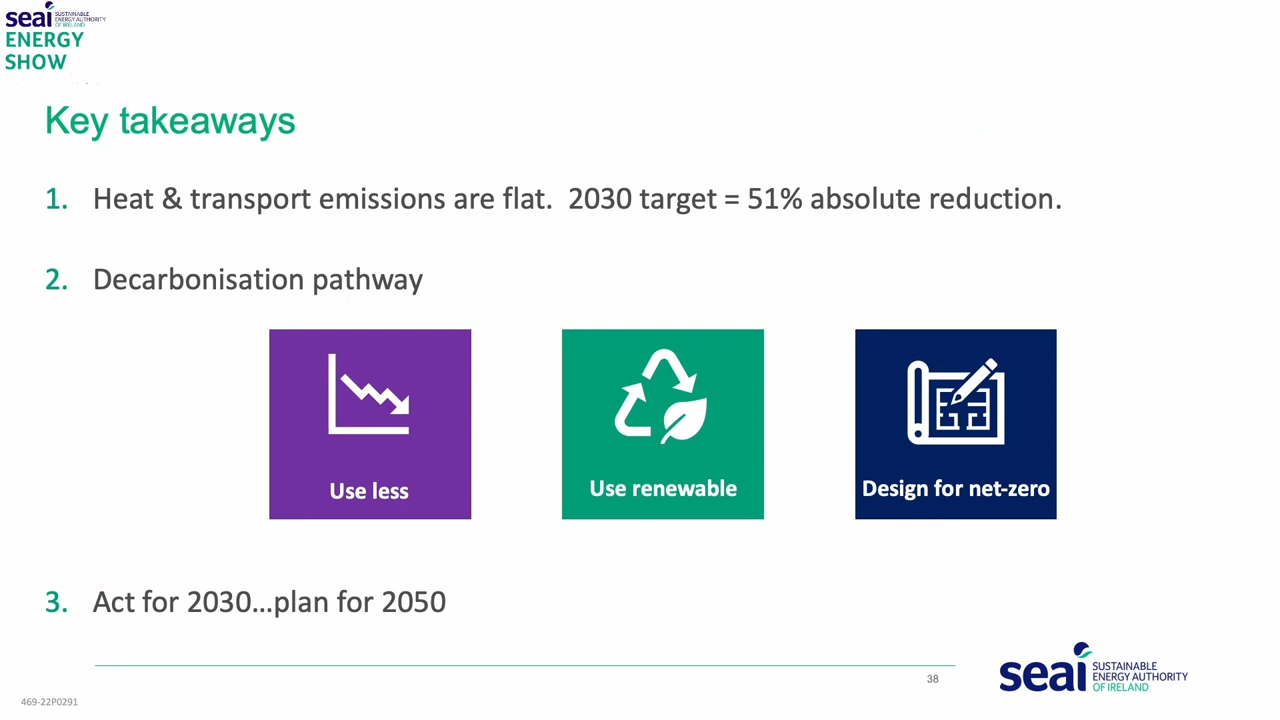 seai SUSTAINABLE
ENERGY AUTHORITY
OF IRELAND
ENERGY
SHOW
Key takeaways
1. Heat & transport emissions are flat. 2030 target = 51% absolute reduction.
2. Decarbonisation pathway
Use less
Use renewable
Design for net-zero
3. Act for 2030...plan for 2050
38
seai SUSTAINABLE
ENERGY AUTHORITY
OF IRELAND
469-22P0291